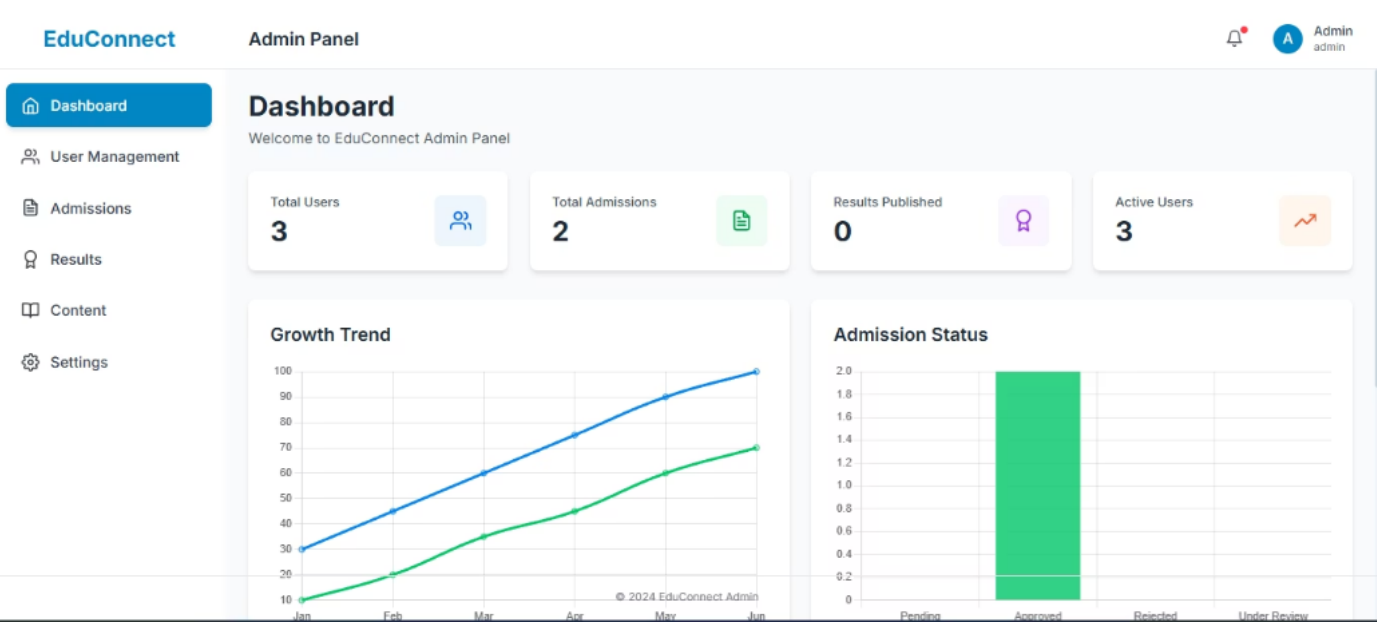 EduConnect
Admin Panel
A
Admin
admin
Dashboard
User Management
Admissions
Results
Content
Settings
Dashboard
Welcome to EduConnect Admin Panel
Total Users
3
Total Admissions
2
Results Published
0
Active Users
3
Growth Trend
100
90
80
70
60
50
40
30
20
10
Jan Feb Mar Apr May Jun
Admission Status
2.0
1.8
1.6
1.4
1.2
1.0
0.8
0.6
0.4
0.2
0
Pending Approved Rejected Under Review
© 2024 EduConnect Admin